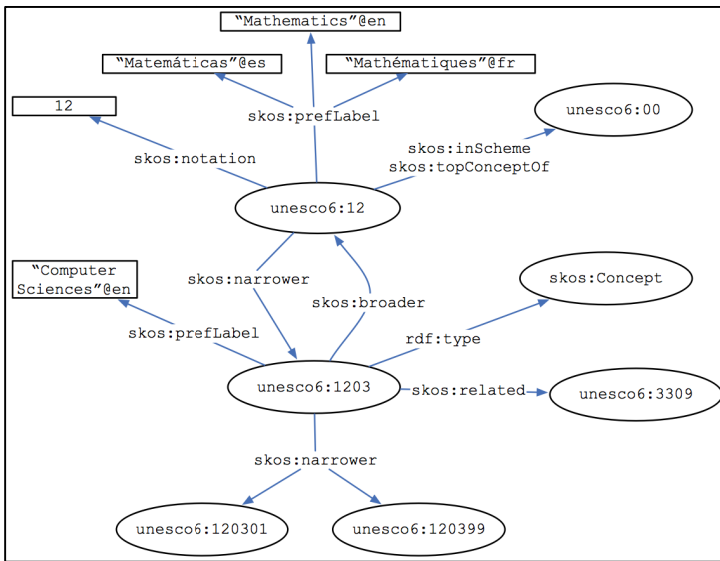 “Mathematics”@en
“Matemáticas”@es
“Mathématiques”@fr
12
skos:prefLabel
unesco6:00
skos:notation
skos:inScheme
skos:topConceptOf
unesco6:12
“Computer
Sciences”@en
skos:narrower
skos:broader
skos:Concept
skos:prefLabel
rdf:type
unesco6:1203
skos:related
unesco6:3309
skos:narrower
unesco6:120301
unesco6:120399